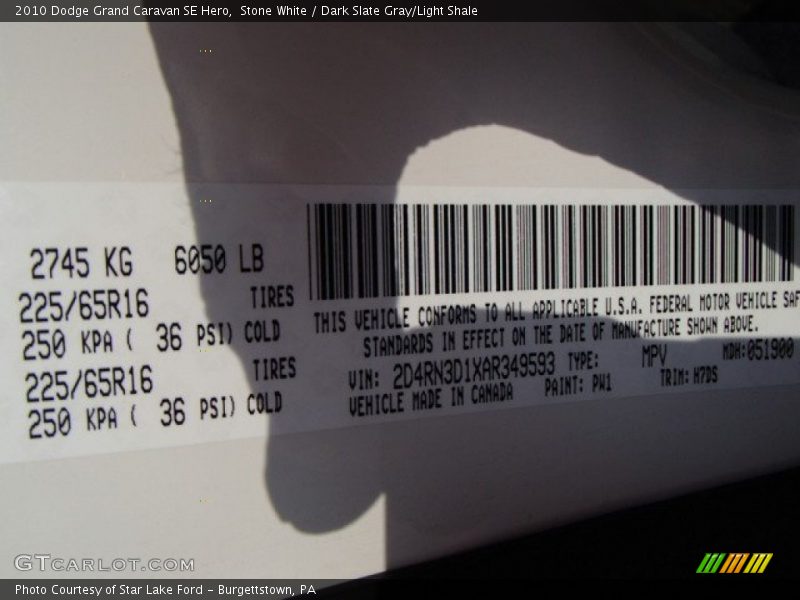 2010 Dodge Grand Caravan SE Hero,  Stone White / Dark Slate Gray/Light Shale
2745 KG 6050 LB
225/65R16 TIRES
250 KPA ( 36 PSI) COLD
225/65R16 TIRES
250 KPA ( 36 PSI) COLD
THIS VEHICLE CONFORMS TO ALL APPLICABLE U.S.A. FEDERAL MOTOR VEHICLE SAF
STANDARDS IN EFFECT ON THE DATE OF MANUFACTURE SHOWN ABOVE.
VIN: 2D4RN3D1XAR349593 TYPE: MPV MDH:051900
VEHICLE MADE IN CANADA PAINT: PW1 TRIM: H7DS
GTCARLOT.COM
Photo Courtesy of Star Lake Ford - Burgettstown, PA